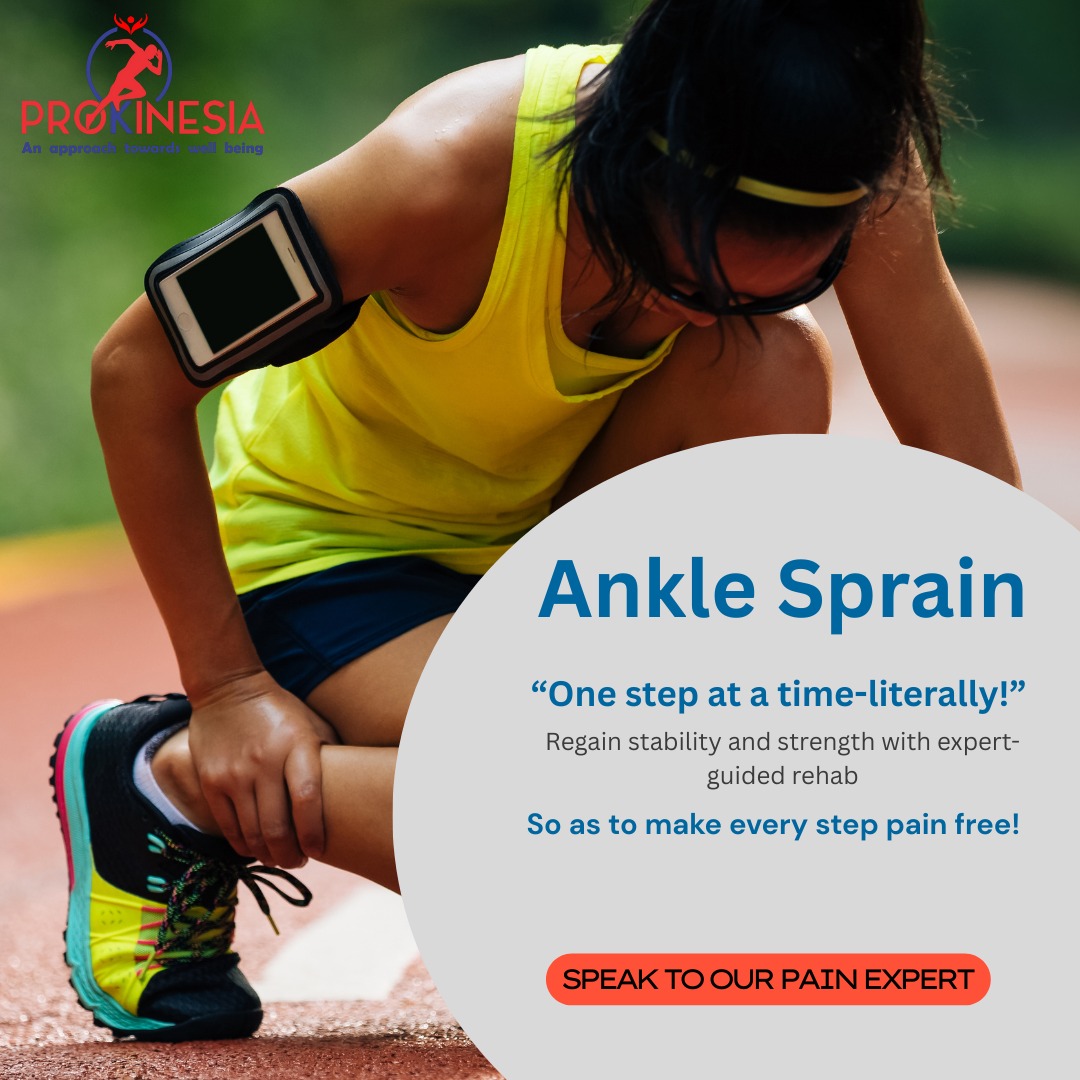 PROKINESIA
An approach towards well being
Ankle Sprain
“One step at a time-literally!”
Regain stability and strength with expert-
guided rehab
So as to make every step pain free!
SPEAK TO OUR PAIN EXPERT